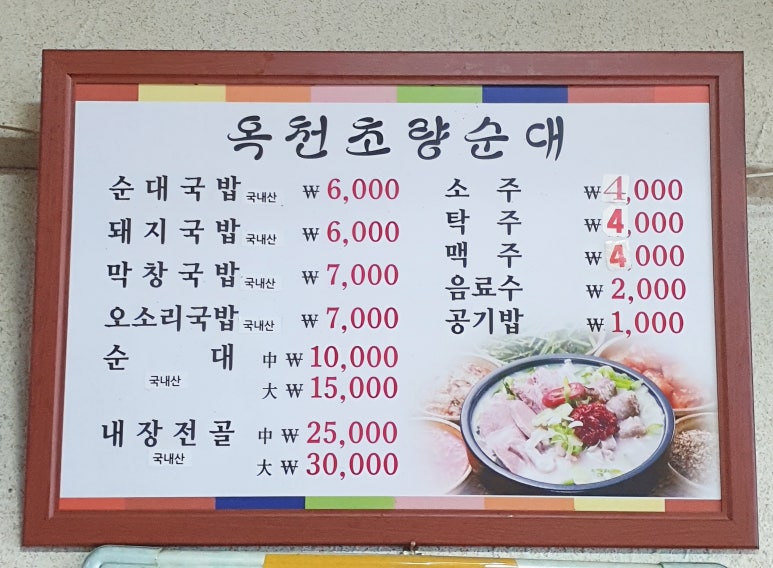 옥천초량순대
순대국밥 국내산 ₩ 6,000
돼지국밥 국내산 ₩ 6,000
막창국밥 국내산 ₩ 7,000
오소리국밥 국내산 ₩ 7,000
순 대 中 ₩ 10,000
국내산 大 ₩ 15,000
내장전골 中 ₩ 25,000
국내산 大 ₩ 30,000
소 주 ₩ 4,000
탁 주 ₩ 4,000
맥 주 ₩ 4,000
음료수 ₩ 2,000
공기밥 ₩ 1,000